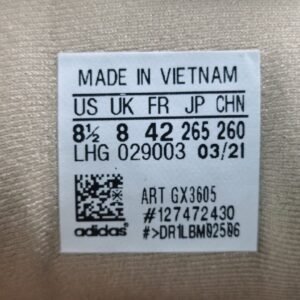 MADE IN VIETNAM
US UK FR JP CHN
8½ 8 42 265 260
LHG 029003 03/21
ART GX3605
#127472430
adidas #>DR1LBM02506